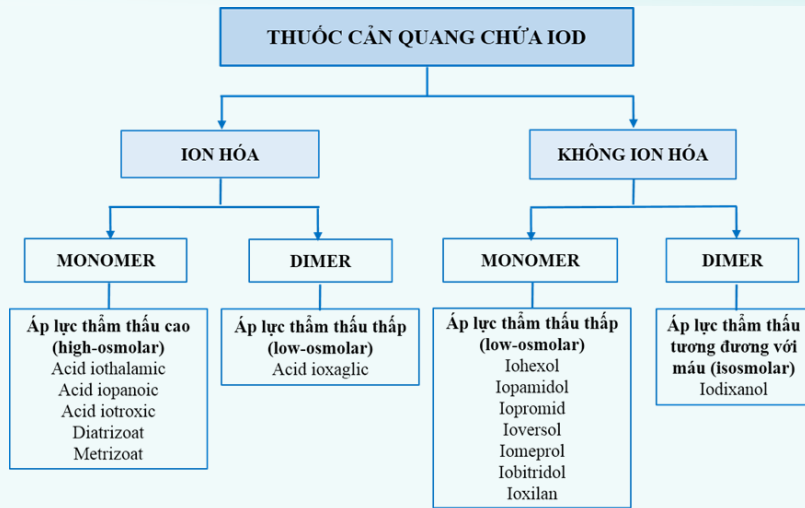 THUỐC CẢN QUANG CHỨA IOD
ION HÓA
KHÔNG ION HÓA
MONOMER
DIMER
MONOMER
DIMER
Áp lực thẩm thấu cao
(high-osmolar)
Acid iothalamic
Acid iopanoic
Acid iotroxic
Diatrizoat
Metrizoat
Áp lực thẩm thấu thấp
(low-osmolar)
Acid ioxaglic
Áp lực thẩm thấu thấp
(low-osmolar)
Iohexol
Iopamidol
Iopromid
Ioversol
Iomeprol
Iobitridol
Ioxilan
Áp lực thẩm thấu
tương đương với
máu (isosmolar)
Iodixanol